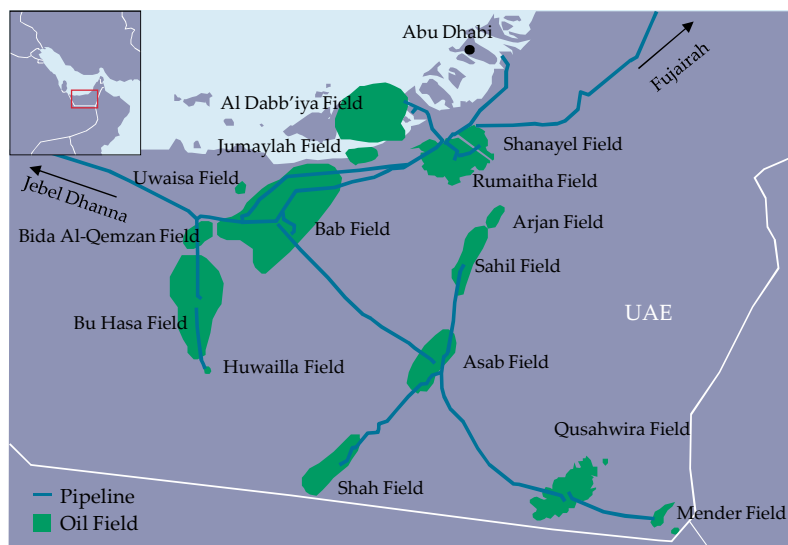 Abu Dhabi
Fujairah
Al Dabb'iya Field
Shanayel Field
Jumaylah Field
Rumaitha Field
Uwaisa Field
Jebel Dhanna
Arjan Field
Bab Field
Bida Al-Qemzan Field
Sahil Field
UAE
Bu Hasa Field
Huwailla Field
Asab Field
Qusahwira Field
Shah Field
Mender Field
Pipeline
Oil Field